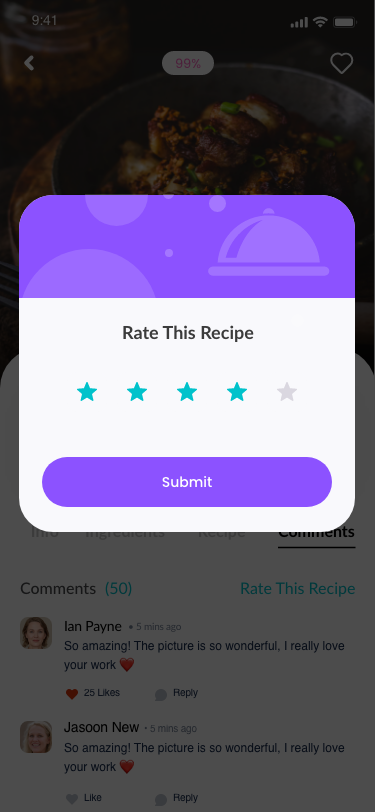 9:41
99%
Rate This Recipe
Submit
Info Ingredients Recipe Comments
Comments (50) Rate This Recipe
Ian Payne • 5 mins ago
So amazing! The picture is so wonderful, I really love
your work ❤️
25 Likes Reply
Jasoon New • 5 mins ago
So amazing! The picture is so wonderful, I really love
your work ❤️
Like Reply